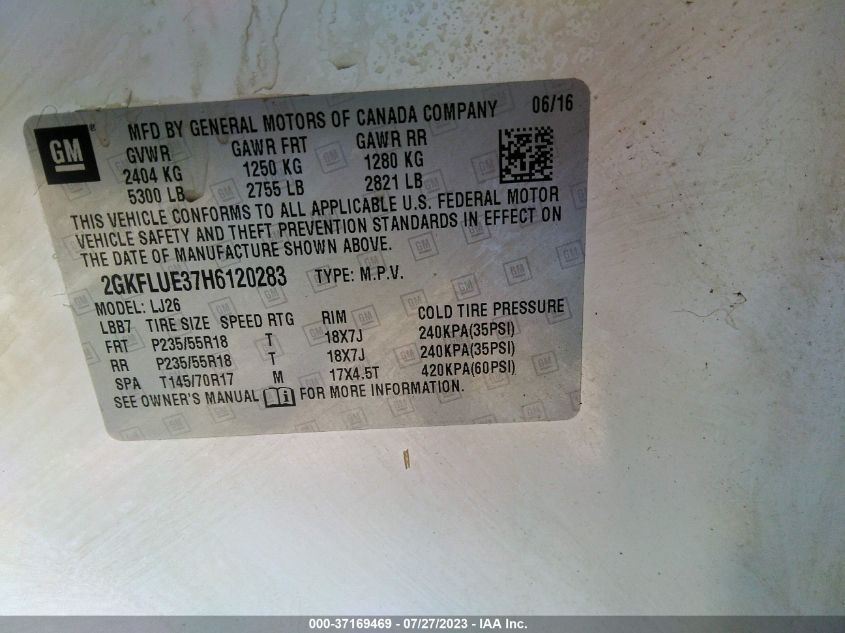 06/16
GM ® MFD BY GENERAL MOTORS OF CANADA COMPANY
GVWR GAWR FRT GAWR RR
2404 KG 1250 KG 1280 KG
5300 LB 2755 LB 2821 LB
THIS VEHICLE CONFORMS TO ALL APPLICABLE U.S. FEDERAL MOTOR
VEHICLE SAFETY AND THEFT PREVENTION STANDARDS IN EFFECT ON
THE DATE OF MANUFACTURE SHOWN ABOVE.
2GKFLUE37H6120283 TYPE: M.P.V.
MODEL: LJ26
LBB7 TIRE SIZE SPEED RTG RIM COLD TIRE PRESSURE
FRT P235/55R18 T 18X7J 240KPA(35PSI)
RR P235/55R18 T 18X7J 240KPA(35PSI)
SPA T145/70R17 M 17X4.5T 420KPA(60PSI)
SEE OWNER'S MANUAL i FOR MORE INFORMATION.
000-37169469 / 07/27/2023 - IAA Inc.